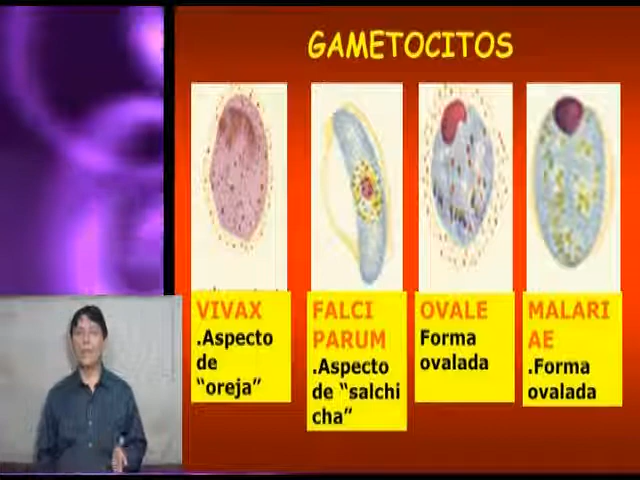 GAMETOCITOS
VIVAX
.Aspecto
de
“oreja”
FALCI
PARUM
.Aspecto
de “salchi
cha”
OVALE
Forma
ovalada
MALARI
AE
.Forma
ovalada